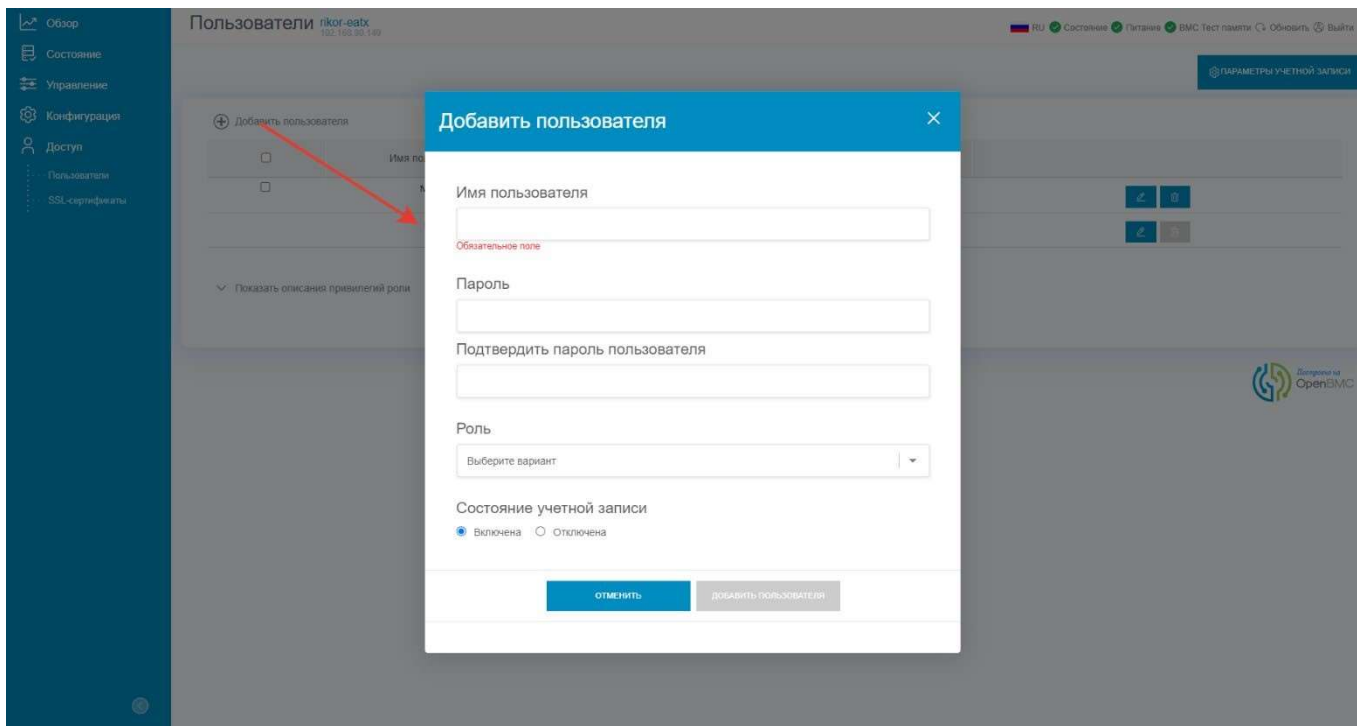 Обзор
Состояние
Управление
Конфигурация
Доступ
Пользователи
SSL-сертификаты
Пользователи rikor-eatx
RU Состояние Питание BMC Тест памяти Обновить Выйти
ПАРАМЕТРЫ УЧЕТНОЙ ЗАПИСИ
Добавить пользователя
Имя по
Показать описания привилегий роли
Добавить пользователя
Имя пользователя
Обязательное поле
Пароль
Подтвердить пароль пользователя
Роль
Выберите вариант
Состояние учетной записи
Включена Отключена
ОТМЕНИТЬ ДОБАВИТЬ ПОЛЬЗОВАТЕЛЯ
OpenBMC